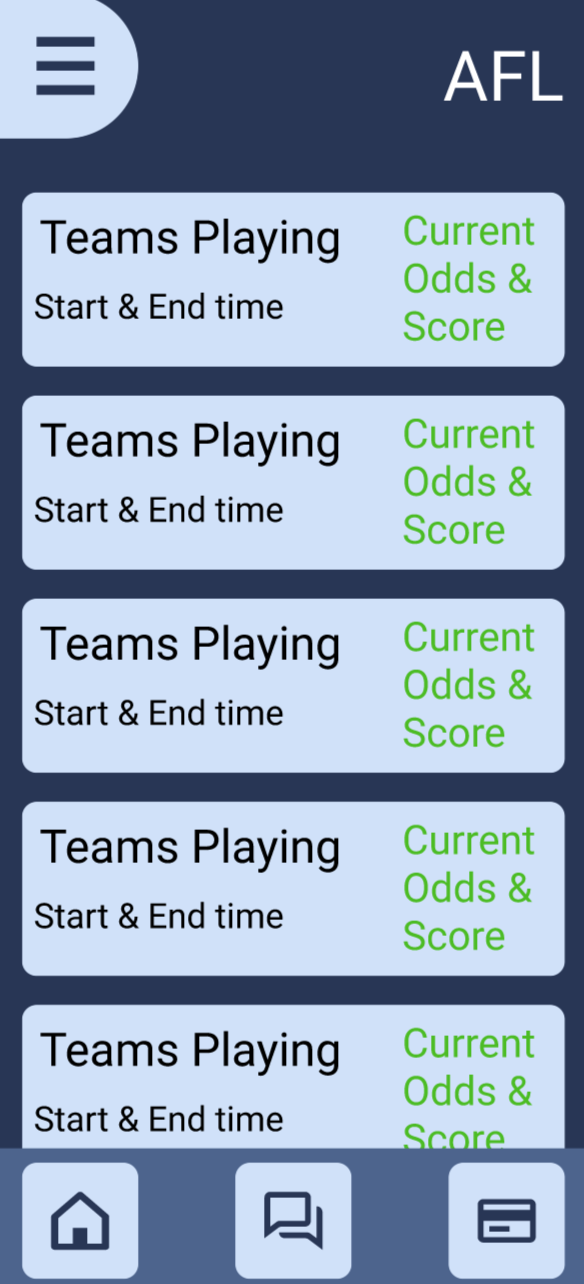 AFL
Teams Playing
Start & End time
Current
Odds &
Score
Teams Playing
Start & End time
Current
Odds &
Score
Teams Playing
Start & End time
Current
Odds &
Score
Teams Playing
Start & End time
Current
Odds &
Score
Teams Playing
Start & End time
Current
Odds &
Score